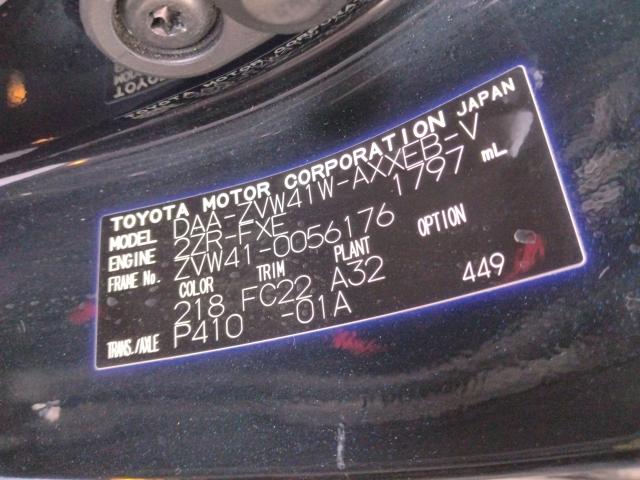 TOYOTA MOTOR CORPORATION JAPAN
MODEL DAA-ZVW41W-AXXEB-V
ENGINE 2ZR-FXE 1797 mL
FRAME No. ZVW41-0056176
COLOR TRIM PLANT OPTION
218 FC22 A32 449
TRANS./AXLE P410 -01A